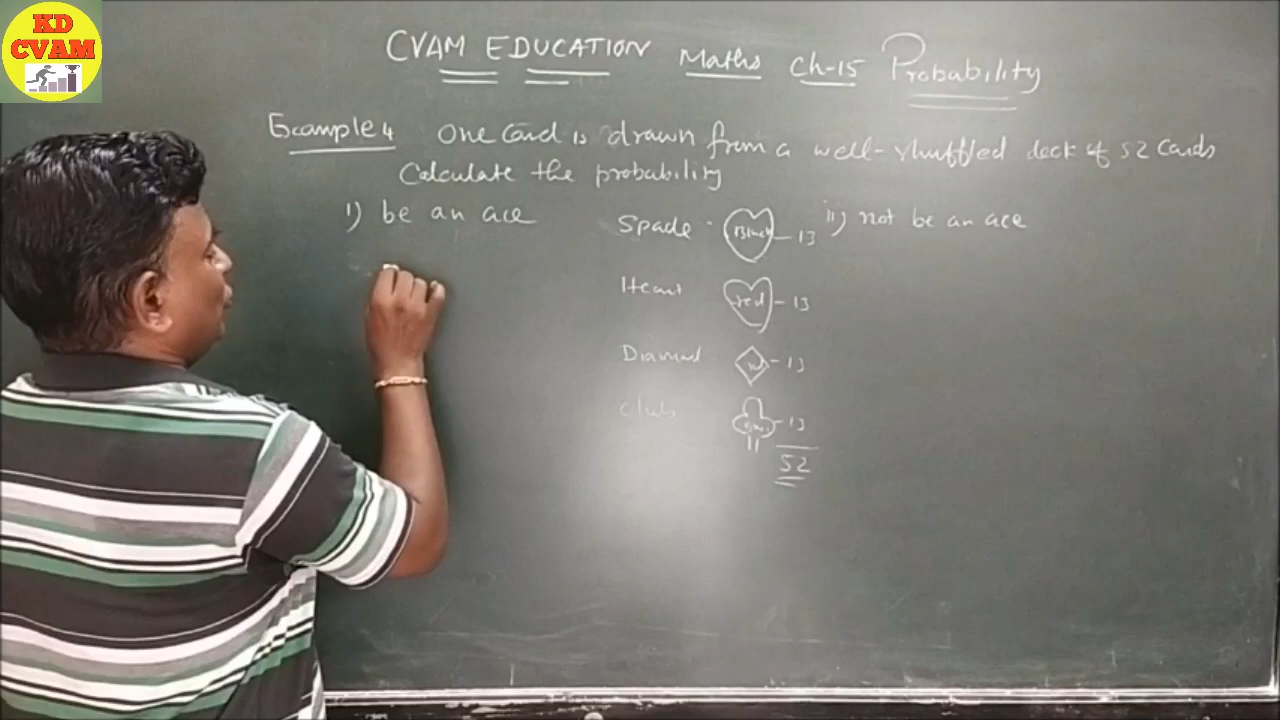 KD
CVAM
CVAM EDUCATION Maths Ch-15 Probability
Example 4 One Card is drawn from a well-shuffled deck of 52 Cards
Calculate the probability
i) be an ace
Spade Black - 13
Heart red - 13
Diamond red - 13
Club Black - 13
52
ii) not be an ace